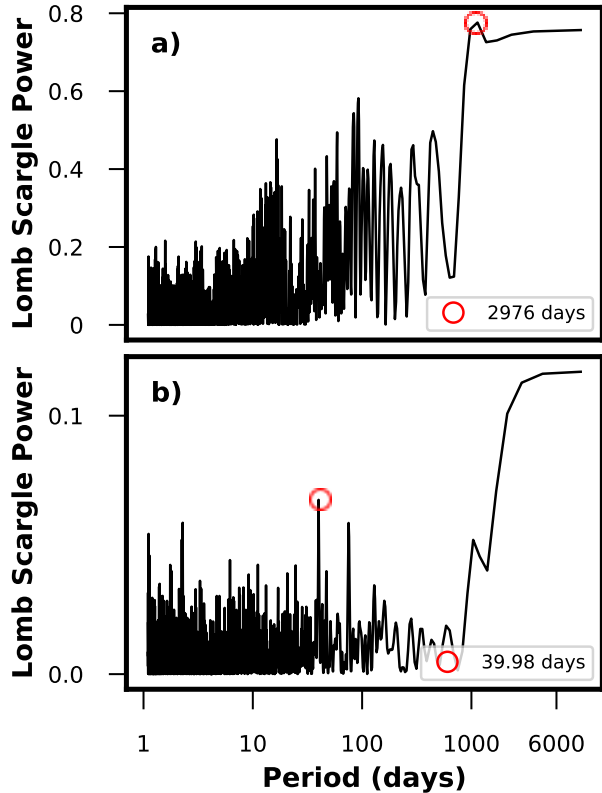 0.8
a)
0.6
0.4
0.2
0
Lomb Scargle Power
2976 days
b)
0.1
0.0
Lomb Scargle Power
39.98 days
1 10 100 1000 6000
Period (days)